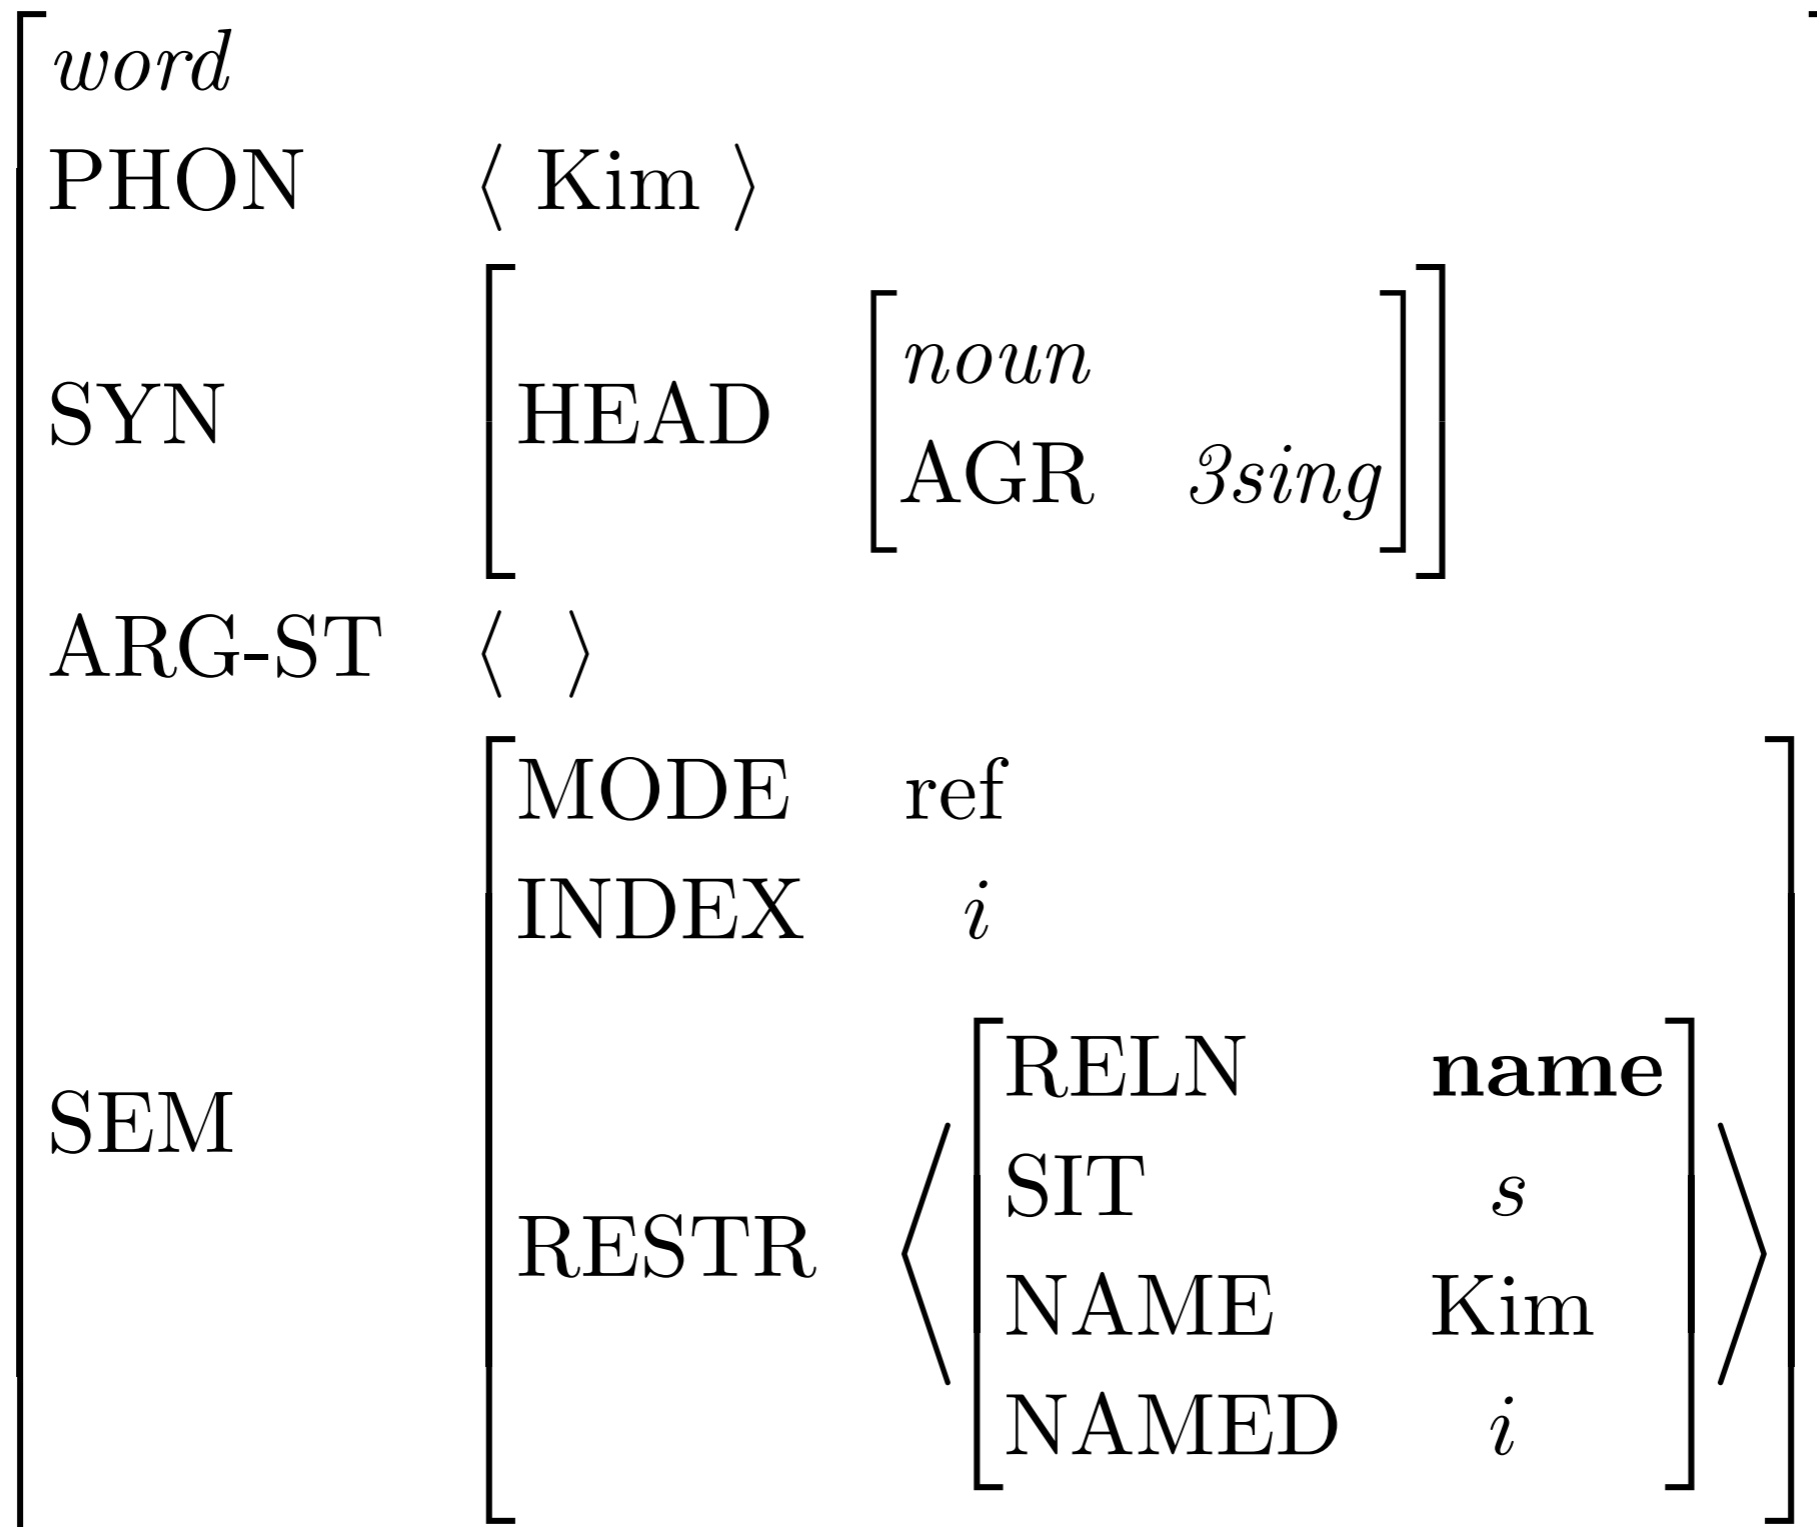 word
PHON ⟨ Kim ⟩
noun
SYN HEAD
AGR 3sing
ARG-ST ⟨ ⟩
MODE ref
INDEX i
RELN name
SEM
SIT s
RESTR
NAME Kim
NAMED i